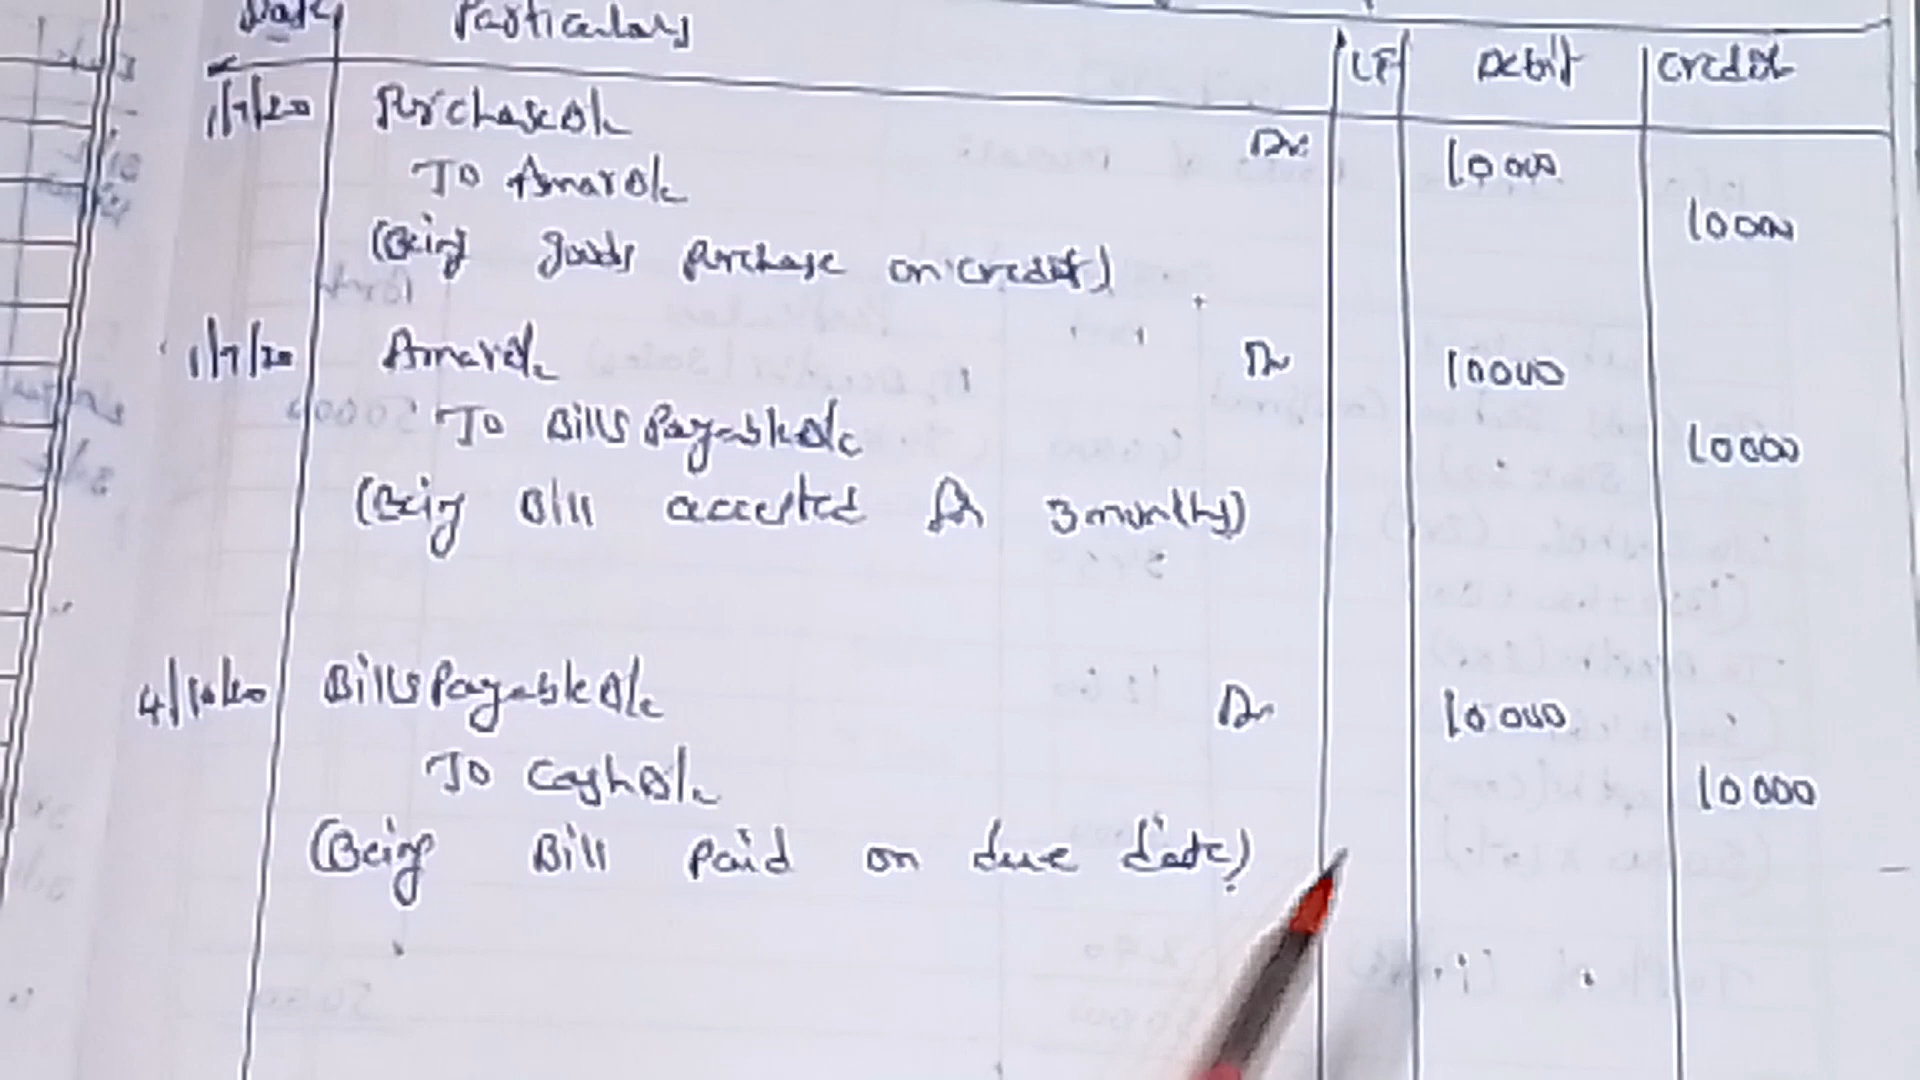 Date Particulars LF Debit Credit
1/7/20 Purchase A/c Dr 10000
To Amar A/c 10000
(Being goods purchase on credit)
1/7/20 Amar A/c Dr 10000
To Bills Payable A/c 10000
(Being Bill accepted for 3 months)
4/10/20 Bills Payable A/c Dr 10000
To Cash A/c 10000
(Being Bill paid on due date)